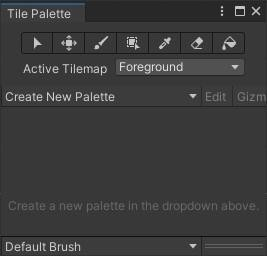 Tile Palette
Active Tilemap Foreground
Create New Palette Edit Gizm
Create a new palette in the dropdown above.
Default Brush